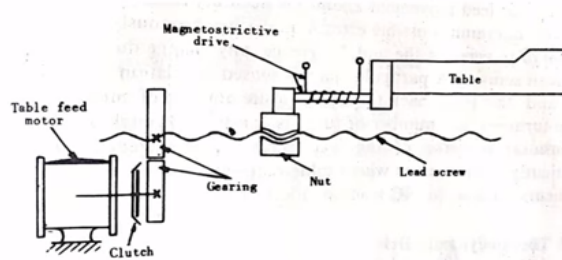 Magnetostrictive
drive
Table
Table feed
motor
Gearing
Nut
Lead screw
Clutch